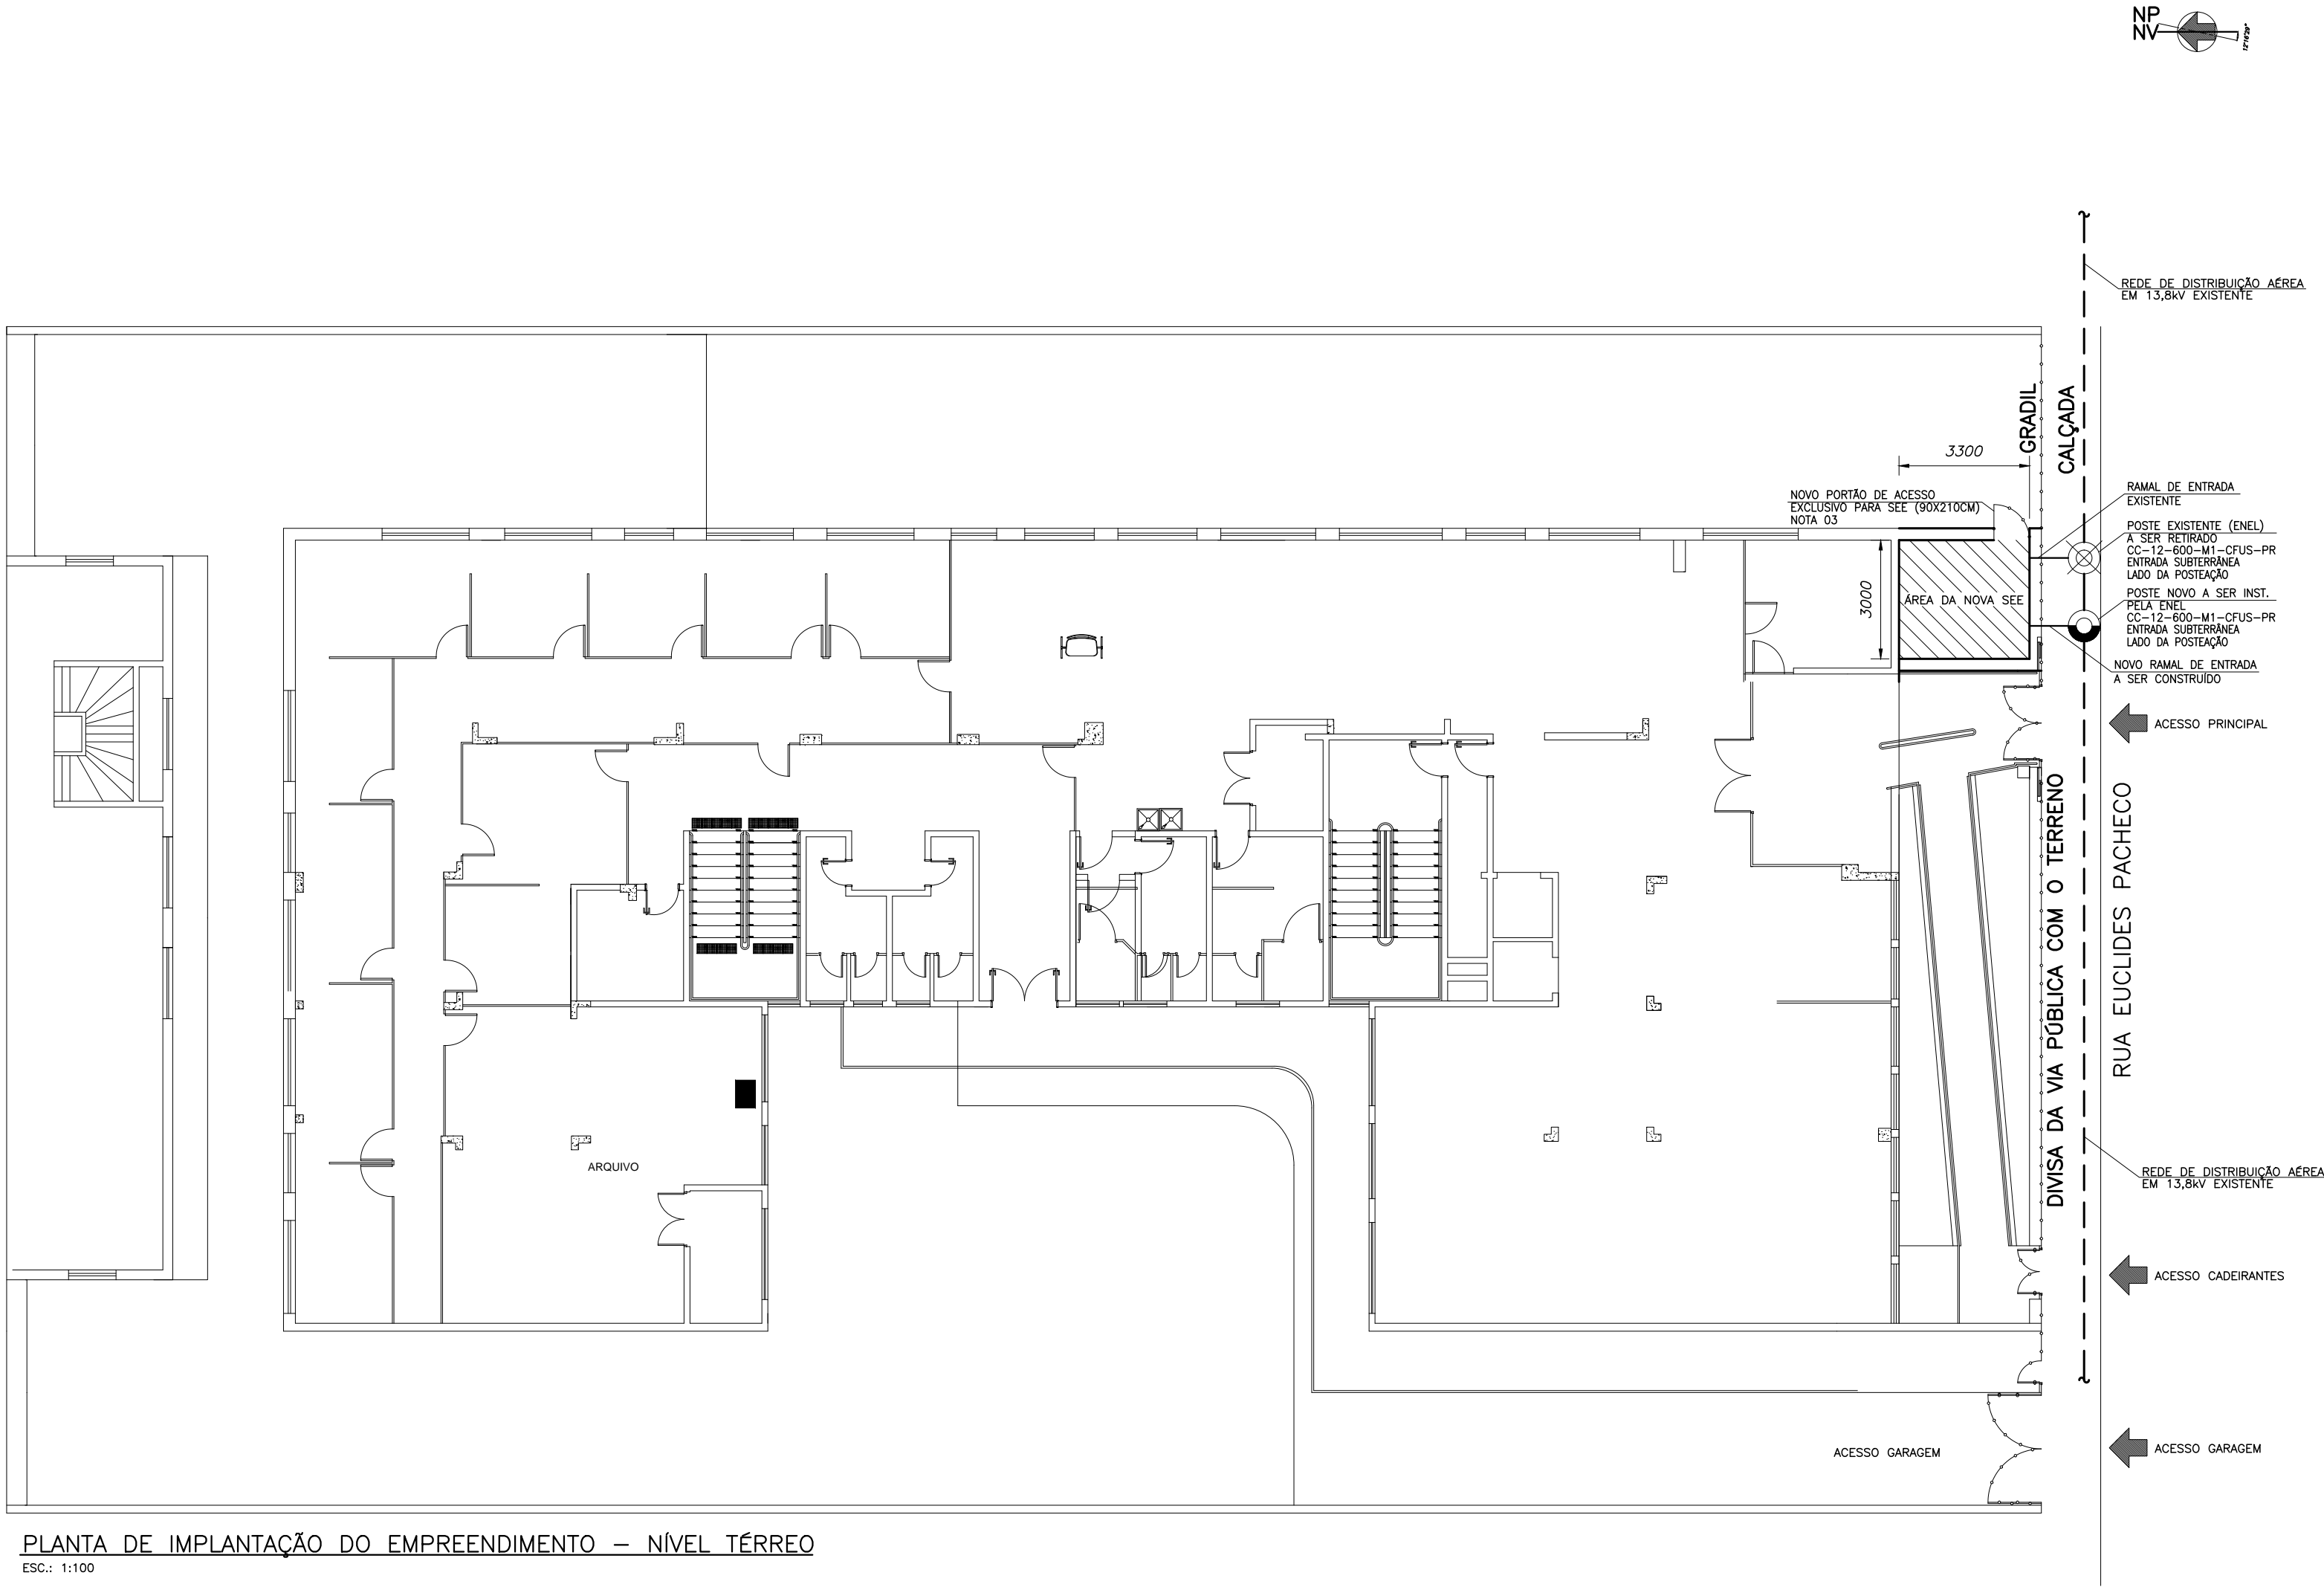 NP
NV
12°16'29"
REDE DE DISTRIBUIÇÃO AÉREA
EM 13,8kV EXISTENTE
GRADIL
CALÇADA
3300
RAMAL DE ENTRADA
EXISTENTE
NOVO PORTÃO DE ACESSO
EXCLUSIVO PARA SEE (90X210CM)
NOTA 03
POSTE EXISTENTE (ENEL)
A SER RETIRADO
CC-12-600-M1-CFUS-PR
ENTRADA SUBTERRÂNEA
LADO DA POSTEAÇÃO
3000
ÁREA DA NOVA SEE
POSTE NOVO A SER INST.
PELA ENEL
CC-12-600-M1-CFUS-PR
ENTRADA SUBTERRÂNEA
LADO DA POSTEAÇÃO
NOVO RAMAL DE ENTRADA
A SER CONSTRUÍDO
ACESSO PRINCIPAL
DIVISA DA VIA PÚBLICA COM O TERRENO
RUA EUCLIDES PACHECO
ARQUIVO
REDE DE DISTRIBUIÇÃO AÉREA
EM 13,8kV EXISTENTE
ACESSO CADEIRANTES
ACESSO GARAGEM
ACESSO GARAGEM
PLANTA DE IMPLANTAÇÃO DO EMPREENDIMENTO – NÍVEL TÉRREO
ESC.: 1:100